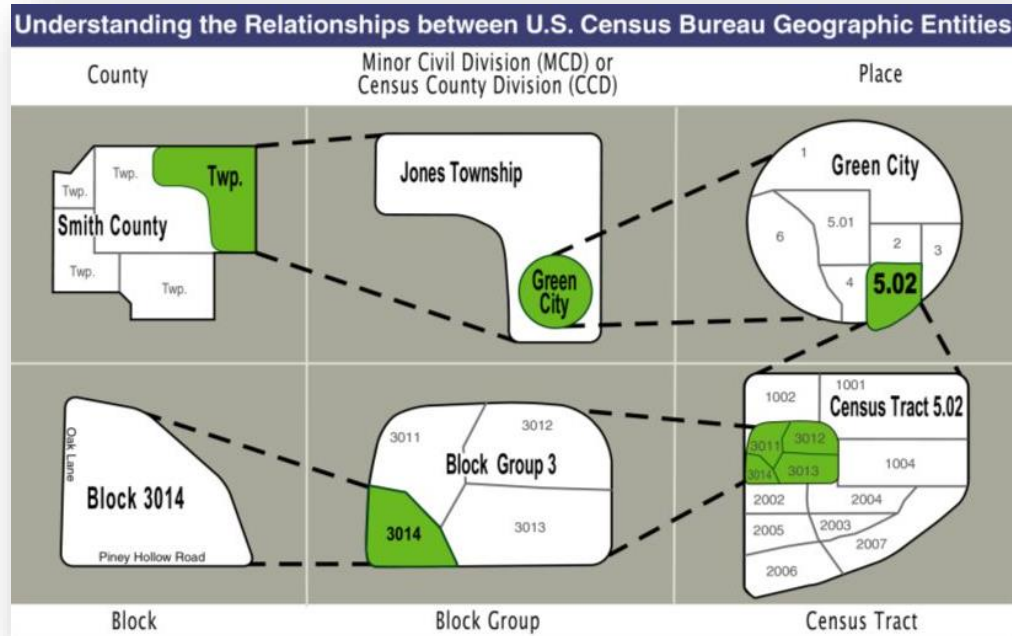 Understanding the Relationships between U.S. Census Bureau Geographic Entities
County
Minor Civil Division (MCD) or
Census County Division (CCD)
Place
Twp.
Twp.
Twp.
Smith County
Twp.
Twp.
Jones Township
Green
City
1
Green City
5.01
6
2
3
4
5.02
Oak Lane
Block 3014
Piney Hollow Road
3011
3012
Block Group 3
3014
3013
1002
1001
Census Tract 5.02
3011
3012
3014
3013
1004
2002
2004
2005
2003
2007
2006
Block
Block Group
Census Tract